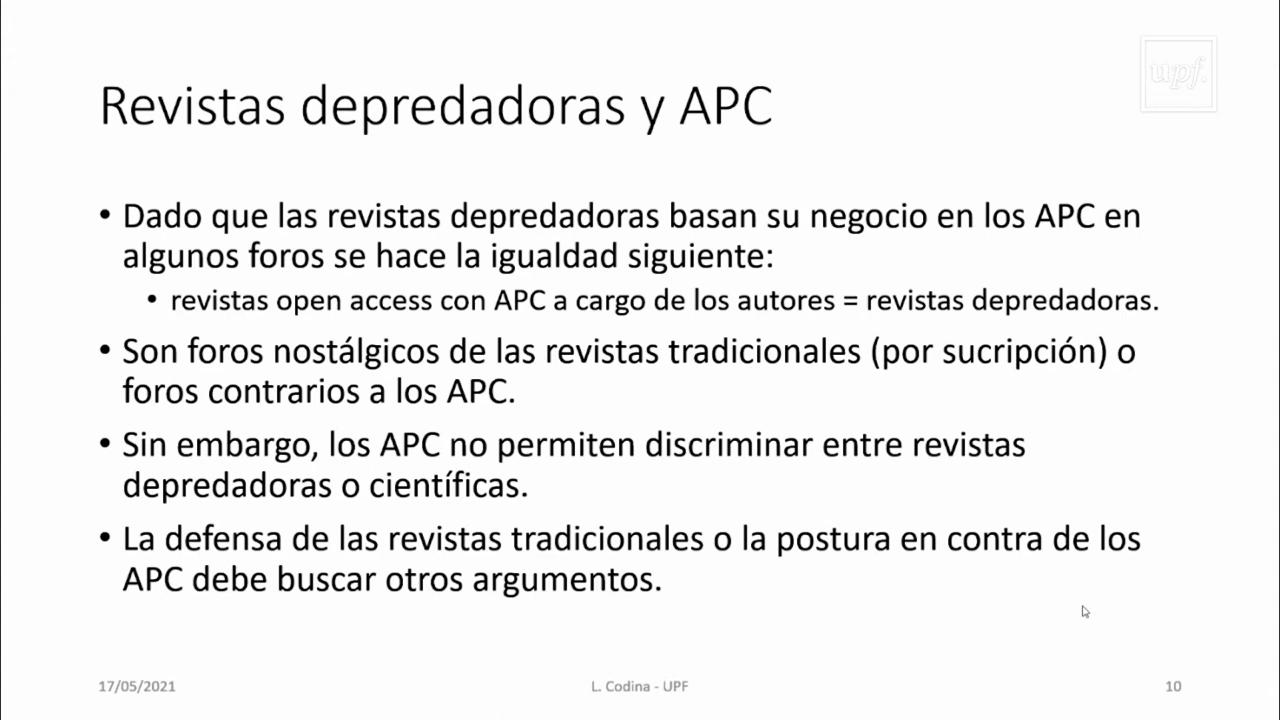 upf.
Revistas depredadoras y APC
• Dado que las revistas depredadoras basan su negocio en los APC en
algunos foros se hace la igualdad siguiente:
• revistas open access con APC a cargo de los autores = revistas depredadoras.
• Son foros nostálgicos de las revistas tradicionales (por sucripción) o
foros contrarios a los APC.
• Sin embargo, los APC no permiten discriminar entre revistas
depredadoras o científicas.
• La defensa de las revistas tradicionales o la postura en contra de los
APC debe buscar otros argumentos.
17/05/2021
L. Codina - UPF
10